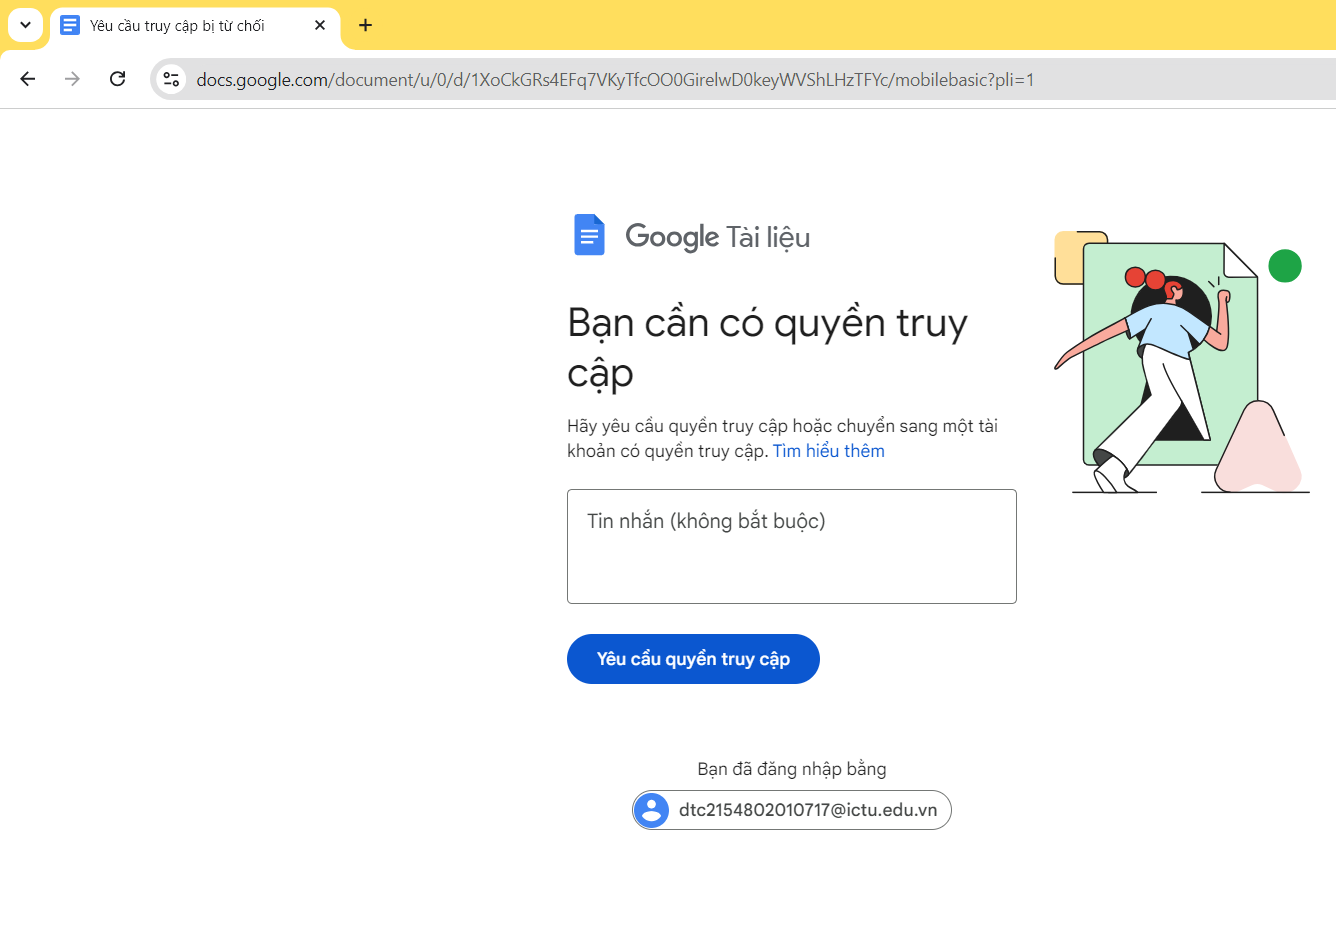 Yêu cầu truy cập bị từ chối
docs.google.com/document/u/0/d/1XoCkGRs4EFq7VKyTfcOO0GirelwD0keyWVShLHzTFYc/mobilebasic?pli=1
Google Tài liệu
Bạn cần có quyền truy
cập
Hãy yêu cầu quyền truy cập hoặc chuyển sang một tài
khoản có quyền truy cập. Tìm hiểu thêm
Tin nhắn (không bắt buộc)
Yêu cầu quyền truy cập
Bạn đã đăng nhập bằng
dtc2154802010717@ictu.edu.vn